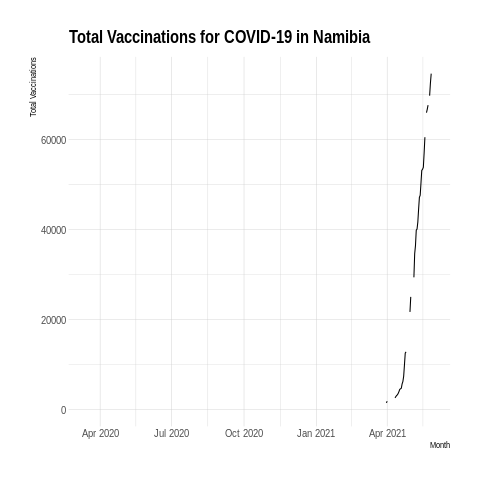 Total Vaccinations for COVID-19 in Namibia
Total Vaccinations
60000
40000
20000
0
Apr 2020
Jul 2020
Oct 2020
Jan 2021
Apr 2021
Month